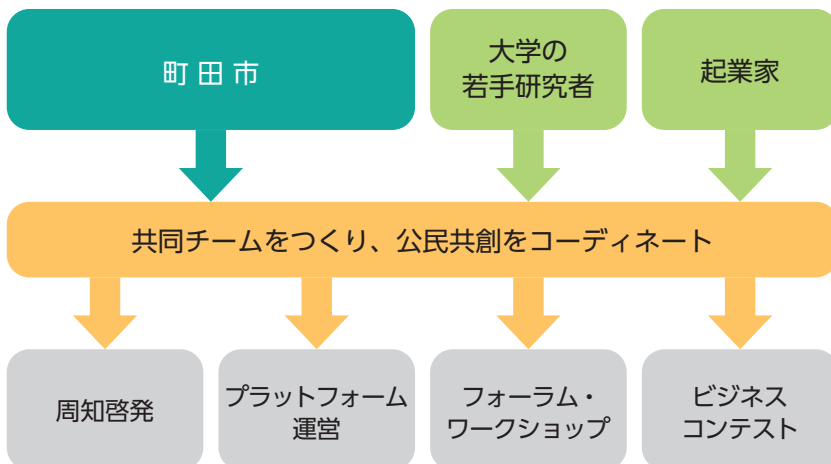 町田市
大学の
若手研究者
起業家
共同チームをつくり、公民共創をコーディネート
周知啓発
プラットフォーム
運営
フォーラム・
ワークショップ
ビジネス
コンテスト